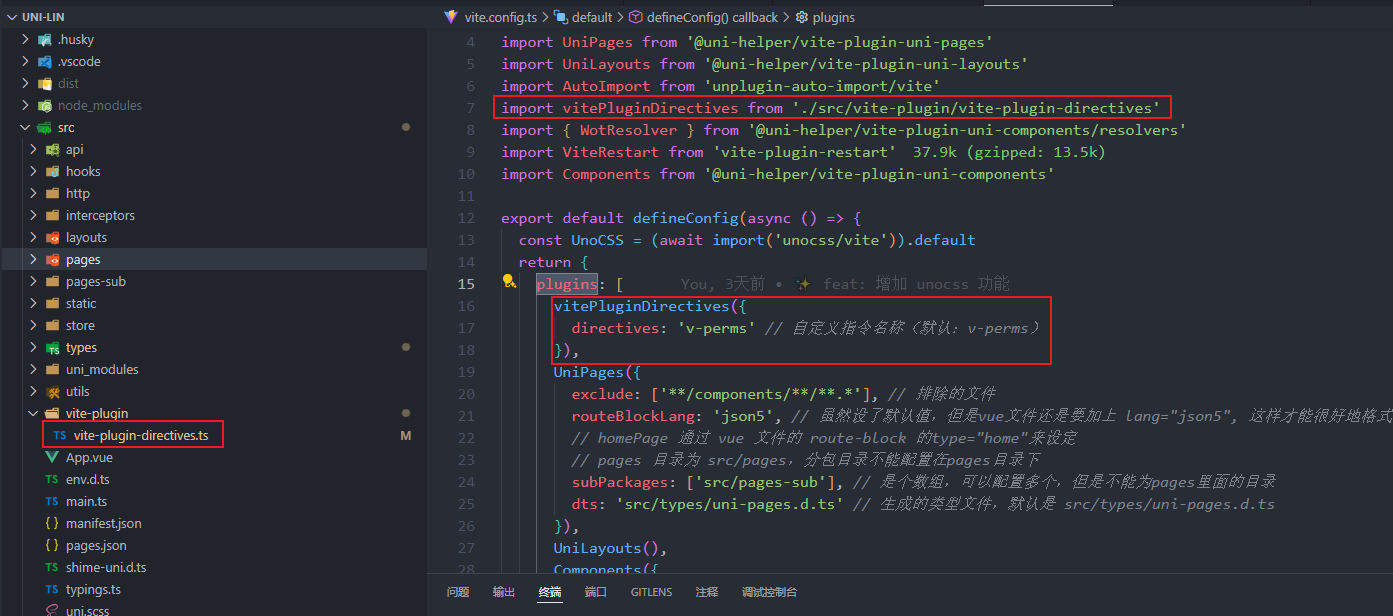 UNI-LIN
.husky
.vscode
dist
node_modules
src
api
hooks
http
interceptors
layouts
pages
pages-sub
static
store
TS types
uni_modules
utils
vite-plugin
TS vite-plugin-directives.ts M
App.vue
TS env.d.ts
TS main.ts
{} manifest.json
{} pages.json
TS shime-uni.d.ts
TS typings.ts
uni.scss
vite.config.ts > default > defineConfig() callback > plugins
4 import UniPages from '@uni-helper/vite-plugin-uni-pages'
5 import UniLayouts from '@uni-helper/vite-plugin-uni-layouts'
6 import AutoImport from 'unplugin-auto-import/vite'
7 import vitePluginDirectives from './src/vite-plugin/vite-plugin-directives'
8 import { WotResolver } from '@uni-helper/vite-plugin-uni-components/resolvers'
9 import ViteRestart from 'vite-plugin-restart' 37.9k (gzipped: 13.5k)
10 import Components from '@uni-helper/vite-plugin-uni-components'
11
12 export default defineConfig(async () => {
13 const UnoCSS = (await import('unocss/vite')).default
14 return {
15 plugins: [ You, 3天前 • ✨ feat: 增加 unocss 功能
16 vitePluginDirectives({
17 directives: 'v-perms' // 自定义指令名称（默认: v-perms）
18 }),
19 UniPages({
20 exclude: ['**/components/**/**.*'], // 排除的文件
21 routeBlockLang: 'json5', // 虽然设了默认值，但是vue文件还是要加上 lang="json5", 这样才能很好地格式
22 // homePage 通过 vue 文件的 route-block 的type="home"来设定
23 // pages 目录为 src/pages，分包目录不能配置在pages目录下
24 subPackages: ['src/pages-sub'], // 是个数组，可以配置多个，但是不能为pages里面的目录
25 dts: 'src/types/uni-pages.d.ts' // 生成的类型文件，默认是 src/types/uni-pages.d.ts
26 }),
27 UniLayouts(),
28 Components({
问题 输出 终端 端口 GITLENS 注释 调试控制台